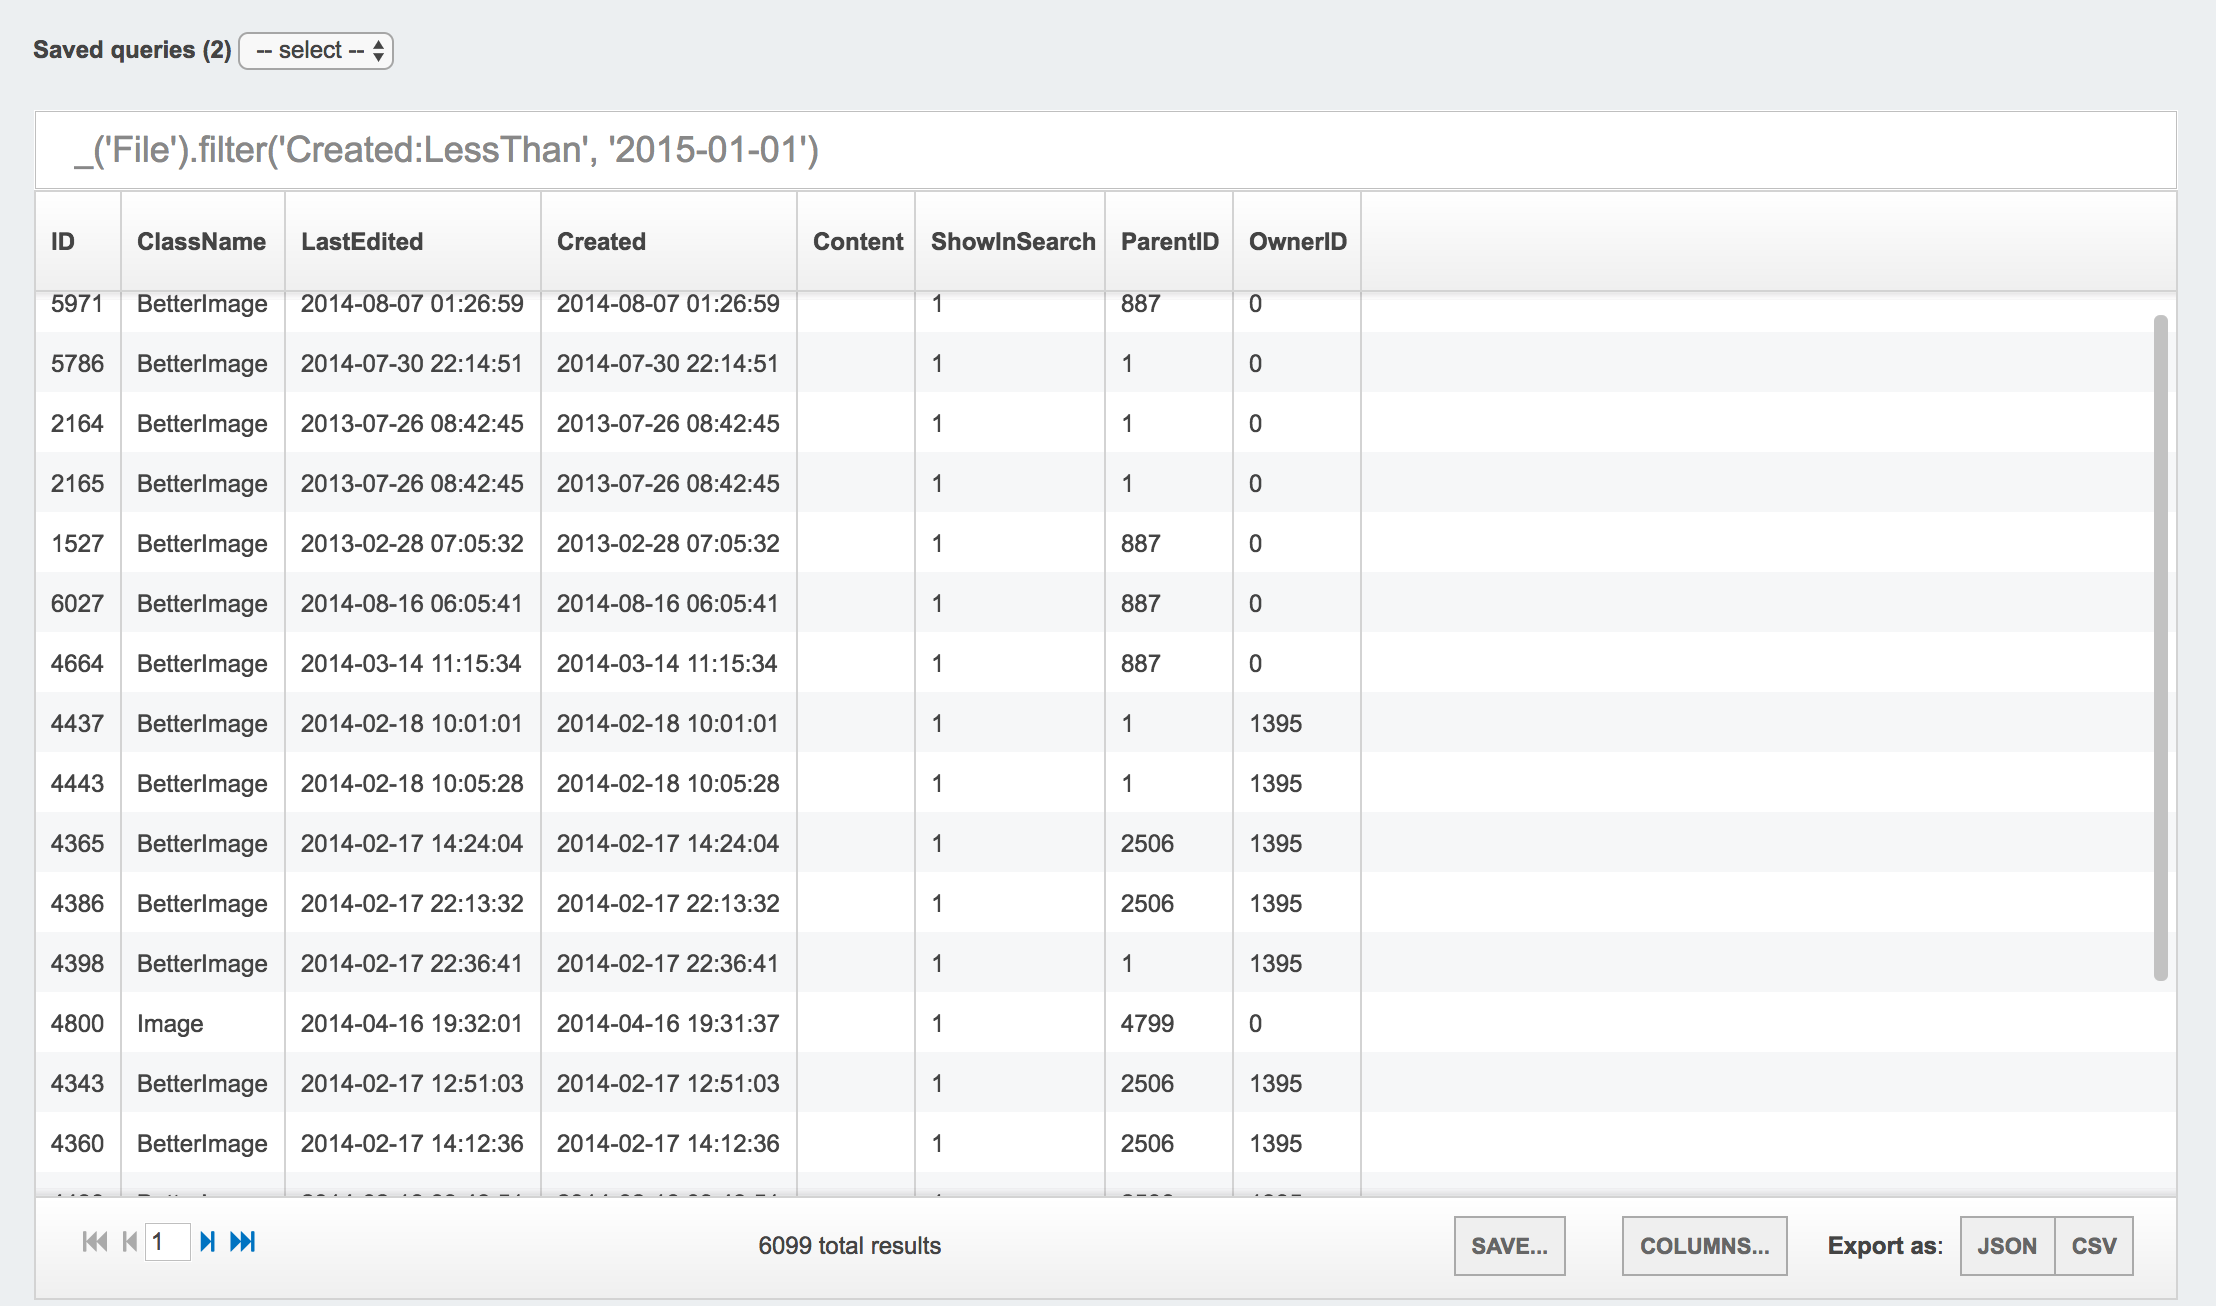 Saved queries (2) -- select --
_('File').filter('Created:LessThan', '2015-01-01')
ID ClassName LastEdited Created Content ShowInSearch ParentID OwnerID
5971 BetterImage 2014-08-07 01:26:59 2014-08-07 01:26:59 1 887 0
5786 BetterImage 2014-07-30 22:14:51 2014-07-30 22:14:51 1 1 0
2164 BetterImage 2013-07-26 08:42:45 2013-07-26 08:42:45 1 1 0
2165 BetterImage 2013-07-26 08:42:45 2013-07-26 08:42:45 1 1 0
1527 BetterImage 2013-02-28 07:05:32 2013-02-28 07:05:32 1 887 0
6027 BetterImage 2014-08-16 06:05:41 2014-08-16 06:05:41 1 887 0
4664 BetterImage 2014-03-14 11:15:34 2014-03-14 11:15:34 1 887 0
4437 BetterImage 2014-02-18 10:01:01 2014-02-18 10:01:01 1 1 1395
4443 BetterImage 2014-02-18 10:05:28 2014-02-18 10:05:28 1 1 1395
4365 BetterImage 2014-02-17 14:24:04 2014-02-17 14:24:04 1 2506 1395
4386 BetterImage 2014-02-17 22:13:32 2014-02-17 22:13:32 1 2506 1395
4398 BetterImage 2014-02-17 22:36:41 2014-02-17 22:36:41 1 1 1395
4800 Image 2014-04-16 19:32:01 2014-04-16 19:31:37 1 4799 0
4343 BetterImage 2014-02-17 12:51:03 2014-02-17 12:51:03 1 2506 1395
4360 BetterImage 2014-02-17 14:12:36 2014-02-17 14:12:36 1 2506 1395
1 6099 total results SAVE... COLUMNS... Export as: JSON CSV